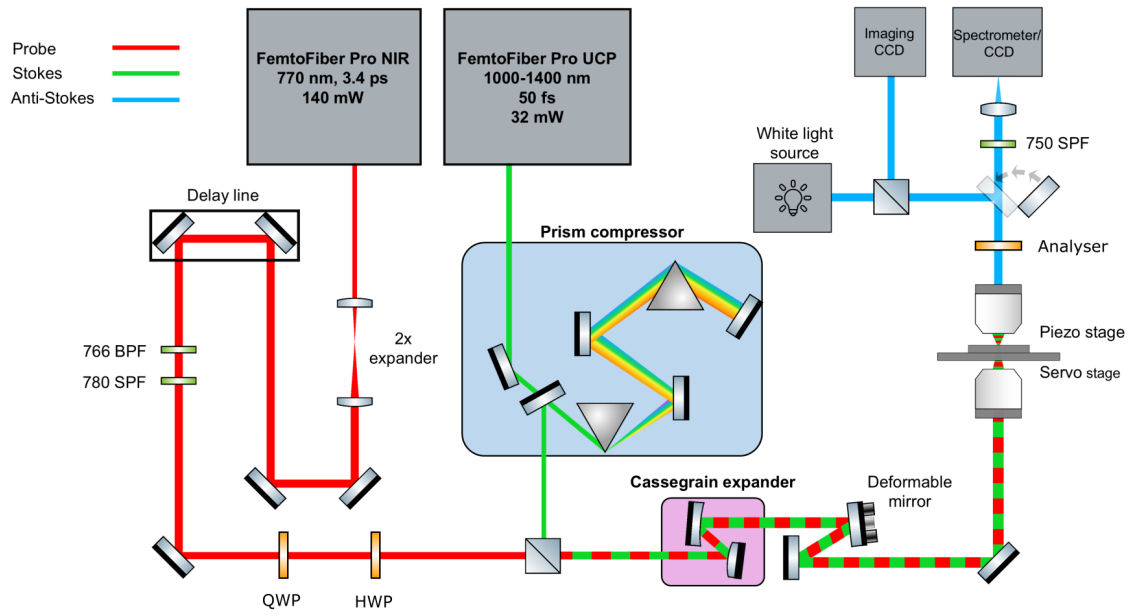 Probe
Stokes
Anti-Stokes
FemtoFiber Pro NIR
770 nm, 3.4 ps
140 mW
FemtoFiber Pro UCP
1000-1400 nm
50 fs
32 mW
Imaging
CCD
Spectrometer/
CCD
750 SPF
White light
source
Delay line
Prism compressor
Analyser
2x
expander
766 BPF
780 SPF
Piezo stage
Servo stage
Cassegrain expander
Deformable
mirror
QWP
HWP